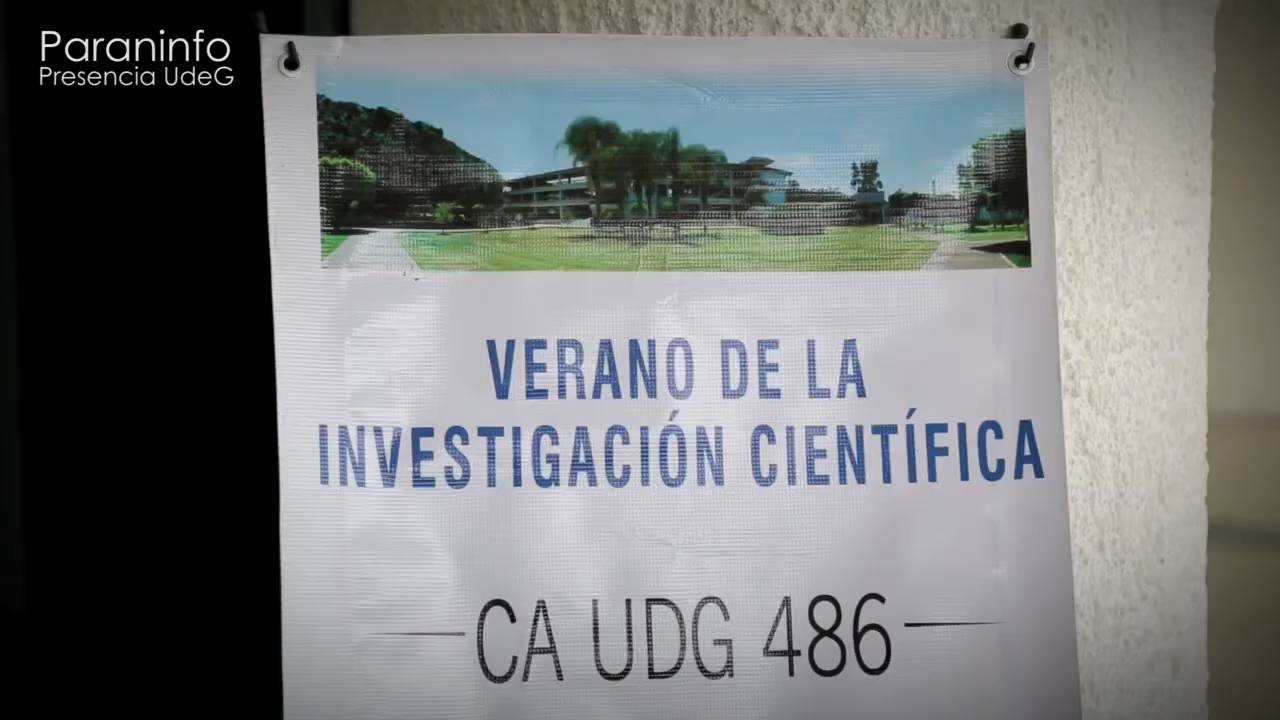 Paraninfo
Presencia UdeG
VERANO DE LA
INVESTIGACIÓN CIENTÍFICA
CA UDG 486